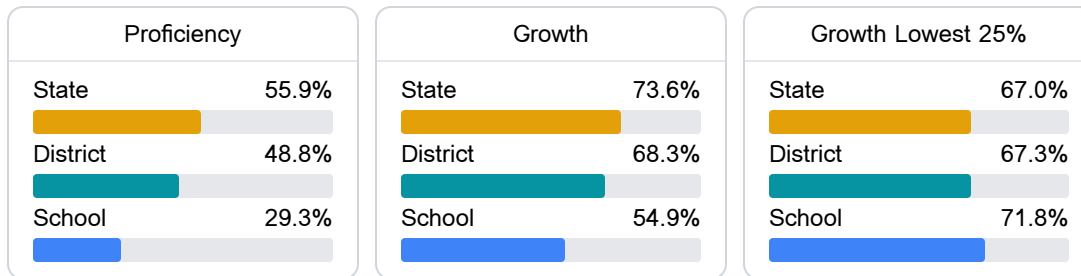 Proficiency
State 55.9%
District 48.8%
School 29.3%
Growth
State 73.6%
District 68.3%
School 54.9%
Growth Lowest 25%
State 67.0%
District 67.3%
School 71.8%